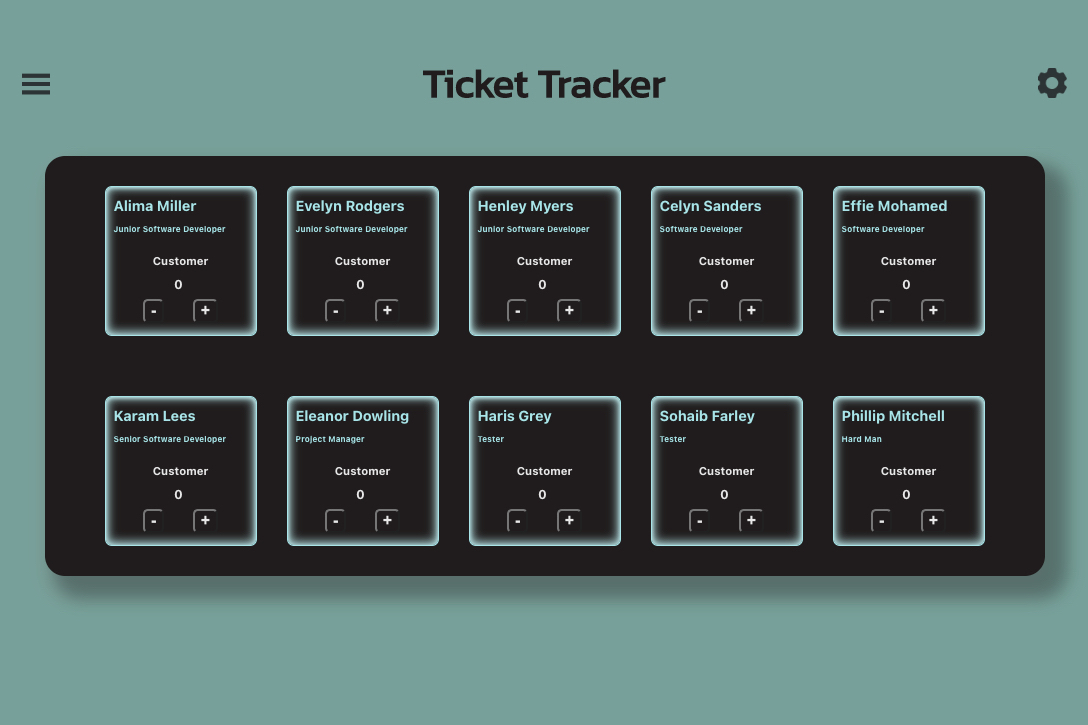 Ticket Tracker
Alima Miller
Junior Software Developer
Customer
0
- +
Evelyn Rodgers
Junior Software Developer
Customer
0
- +
Henley Myers
Junior Software Developer
Customer
0
- +
Celyn Sanders
Software Developer
Customer
0
- +
Effie Mohamed
Software Developer
Customer
0
- +
Karam Lees
Senior Software Developer
Customer
0
- +
Eleanor Dowling
Project Manager
Customer
0
- +
Haris Grey
Tester
Customer
0
- +
Sohaib Farley
Tester
Customer
0
- +
Phillip Mitchell
Hard Man
Customer
0
- +